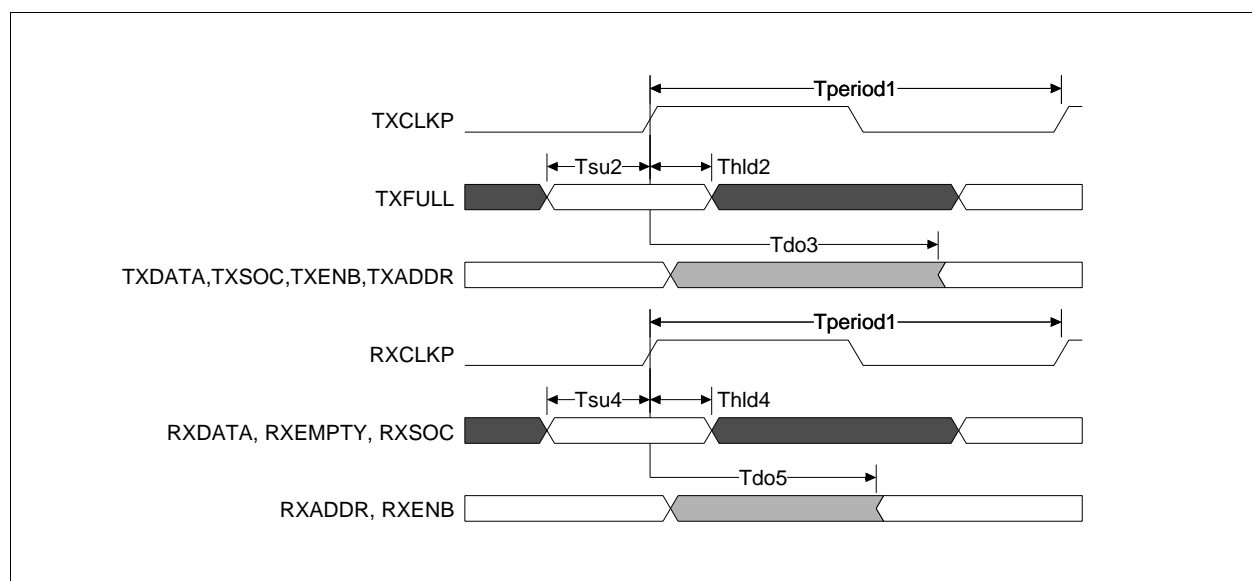 Tperiod1
TXCLKP
Tsu2
Thld2
TXFULL
Tdo3
TXDATA,TXSOC,TXENB,TXADDR
Tperiod1
RXCLKP
Tsu4
Thld4
RXDATA, RXEMPTY, RXSOC
Tdo5
RXADDR, RXENB